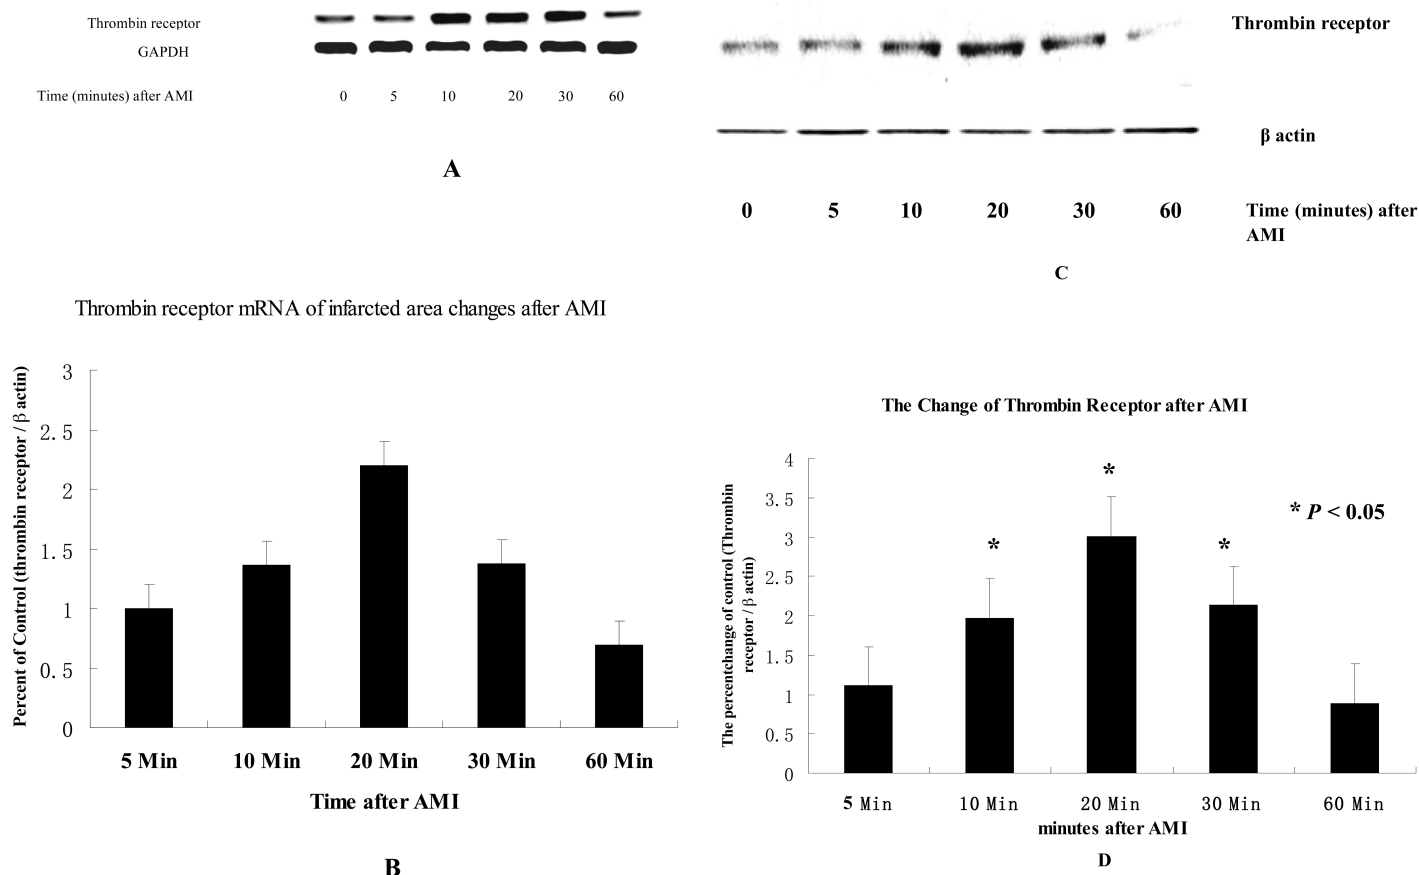 Thrombin receptor
GAPDH
Time (minutes) after AMI
0 5 10 20 30 60
A
Thrombin receptor
β actin
0 5 10 20 30 60
Time (minutes) after
AMI
C
Thrombin receptor mRNA of infarcted area changes after AMI
Percent of Control (thrombin receptor / β actin)
3
2.5
2
1.5
1
0.5
0
5 Min 10 Min 20 Min 30 Min 60 Min
Time after AMI
B
The Change of Thrombin Receptor after AMI
The percentchange of control (Thrombin
receptor / β actin)
4
3.5
3
2.5
2
1.5
1
0.5
0
*
*
*
* P < 0.05
5 Min 10 Min 20 Min 30 Min 60 Min
minutes after AMI
D